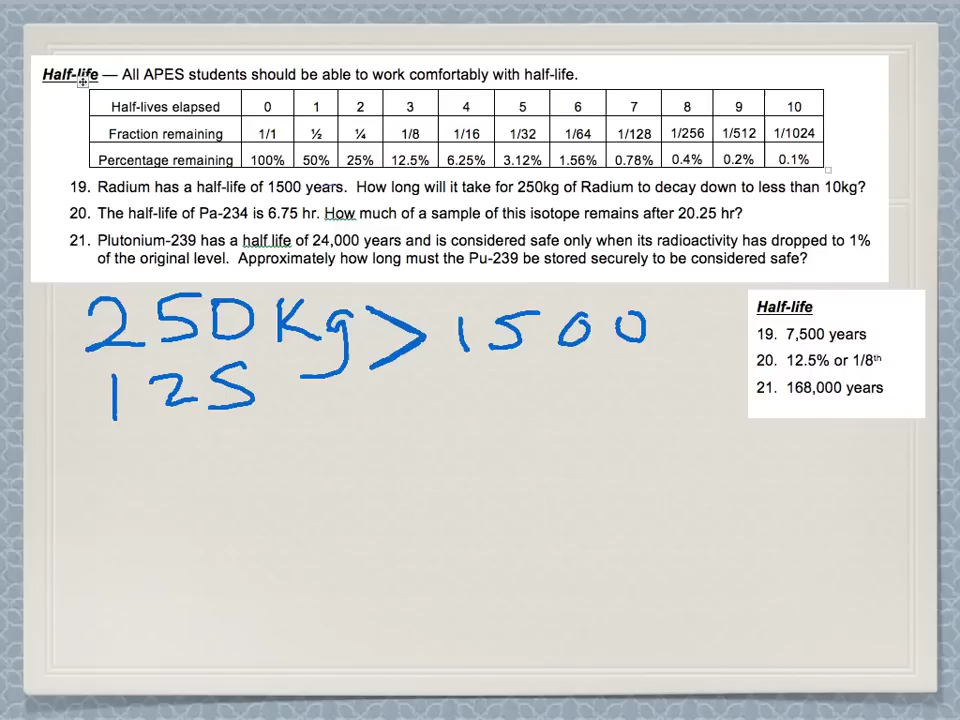 Half-life — All APES students should be able to work comfortably with half-life.
Half-lives elapsed 0 1 2 3 4 5 6 7 8 9 10
Fraction remaining 1/1 ½ ¼ 1/8 1/16 1/32 1/64 1/128 1/256 1/512 1/1024
Percentage remaining 100% 50% 25% 12.5% 6.25% 3.12% 1.56% 0.78% 0.4% 0.2% 0.1%
19. Radium has a half-life of 1500 years. How long will it take for 250kg of Radium to decay down to less than 10kg?
20. The half-life of Pa-234 is 6.75 hr. How much of a sample of this isotope remains after 20.25 hr?
21. Plutonium-239 has a half life of 24,000 years and is considered safe only when its radioactivity has dropped to 1%
of the original level. Approximately how long must the Pu-239 be stored securely to be considered safe?
250Kg > 1500
125
Half-life
19. 7,500 years
20. 12.5% or 1/8th
21. 168,000 years